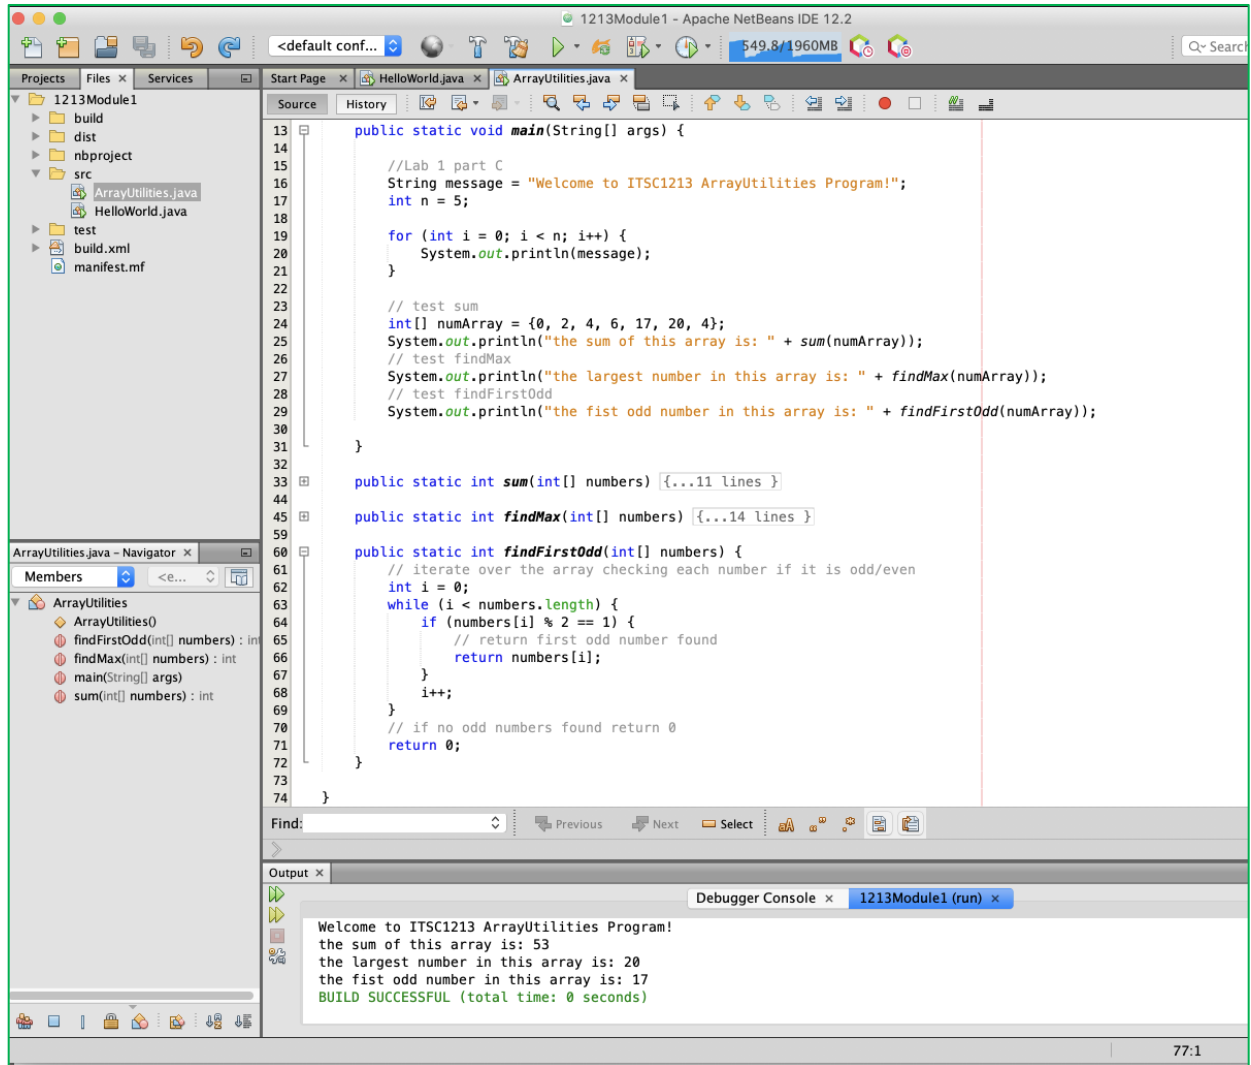 1213Module1 - Apache NetBeans IDE 12.2
<default conf...
549.8/1960MB
Search
Projects Files × Services
Start Page × HelloWorld.java × ArrayUtilities.java ×
Source History
1213Module1
build
dist
nbproject
src
ArrayUtilities.java
HelloWorld.java
test
build.xml
manifest.mf
13 public static void main(String[] args) {
14
15 //Lab 1 part C
16 String message = "Welcome to ITSC1213 ArrayUtilities Program!";
17 int n = 5;
18
19 for (int i = 0; i < n; i++) {
20 System.out.println(message);
21 }
22
23 // test sum
24 int[] numArray = {0, 2, 4, 6, 17, 20, 4};
25 System.out.println("the sum of this array is: " + sum(numArray));
26 // test findMax
27 System.out.println("the largest number in this array is: " + findMax(numArray));
28 // test findFirstOdd
29 System.out.println("the fist odd number in this array is: " + findFirstOdd(numArray));
30
31 }
32
33 public static int sum(int[] numbers) {...11 lines }
44
45 public static int findMax(int[] numbers) {...14 lines }
59
60 public static int findFirstOdd(int[] numbers) {
61 // iterate over the array checking each number if it is odd/even
62 int i = 0;
63 while (i < numbers.length) {
64 if (numbers[i] % 2 == 1) {
65 // return first odd number found
66 return numbers[i];
67 }
68 i++;
69 }
70 // if no odd numbers found return 0
71 return 0;
72 }
73
74 }
ArrayUtilities.java - Navigator ×
Members <e...
ArrayUtilities
ArrayUtilities()
findFirstOdd(int[] numbers) : int
findMax(int[] numbers) : int
main(String[] args)
sum(int[] numbers) : int
Find: Previous Next Select
Output ×
Debugger Console × 1213Module1 (run) ×
Welcome to ITSC1213 ArrayUtilities Program!
the sum of this array is: 53
the largest number in this array is: 20
the fist odd number in this array is: 17
BUILD SUCCESSFUL (total time: 0 seconds)
77:1